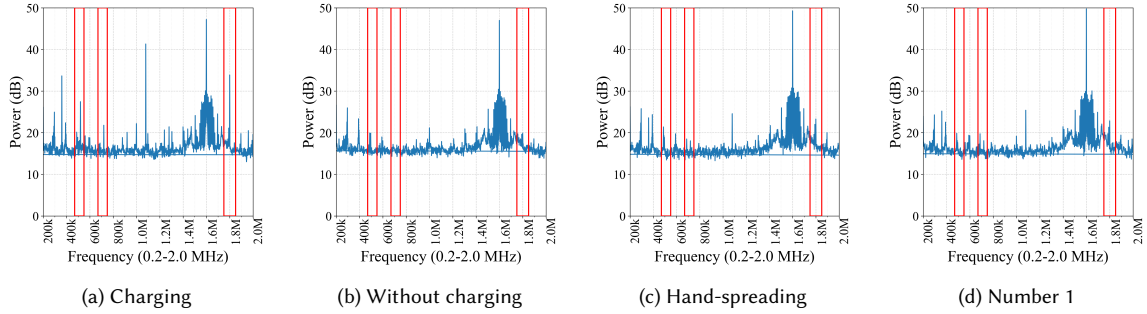 50
40
30
20
10
0
Power (dB)
200k
400k
600k
800k
1.0M
1.2M
1.4M
1.6M
1.8M
2.0M
Frequency (0.2-2.0 MHz)
(a) Charging
50
40
30
20
10
0
Power (dB)
200k
400k
600k
800k
1.0M
1.2M
1.4M
1.6M
1.8M
2.0M
Frequency (0.2-2.0 MHz)
(b) Without charging
50
40
30
20
10
0
Power (dB)
200k
400k
600k
800k
1.0M
1.2M
1.4M
1.6M
1.8M
2.0M
Frequency (0.2-2.0 MHz)
(c) Hand-spreading
50
40
30
20
10
0
Power (dB)
200k
400k
600k
800k
1.0M
1.2M
1.4M
1.6M
1.8M
2.0M
Frequency (0.2-2.0 MHz)
(d) Number 1